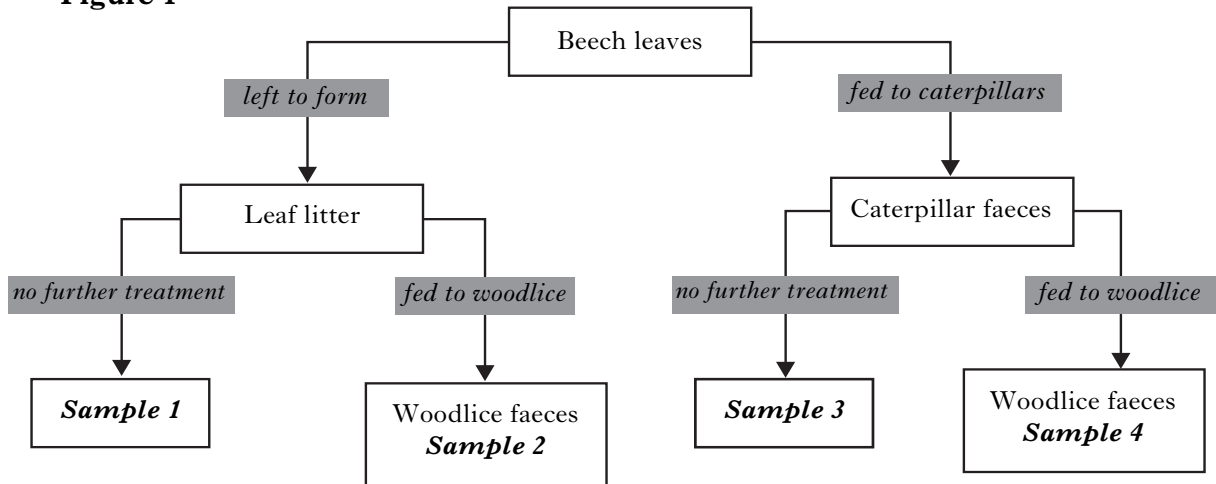 Figure 1
Beech leaves
left to form
fed to caterpillars
Leaf litter
Caterpillar faeces
no further treatment
fed to woodlice
no further treatment
fed to woodlice
Sample 1
Woodlice faeces
Sample 2
Sample 3
Woodlice faeces
Sample 4